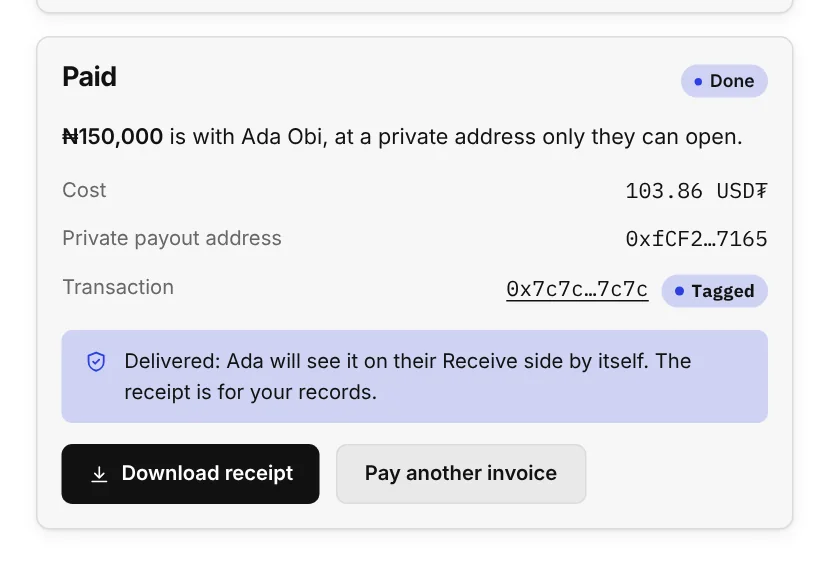 Paid
Done
₦150,000 is with Ada Obi, at a private address only they can open.
Cost
103.86 USD₮
Private payout address
0xfCF2…7165
Transaction
0x7c7c…7c7c
Tagged
Delivered: Ada will see it on their Receive side by itself. The
receipt is for your records.
Download receipt
Pay another invoice